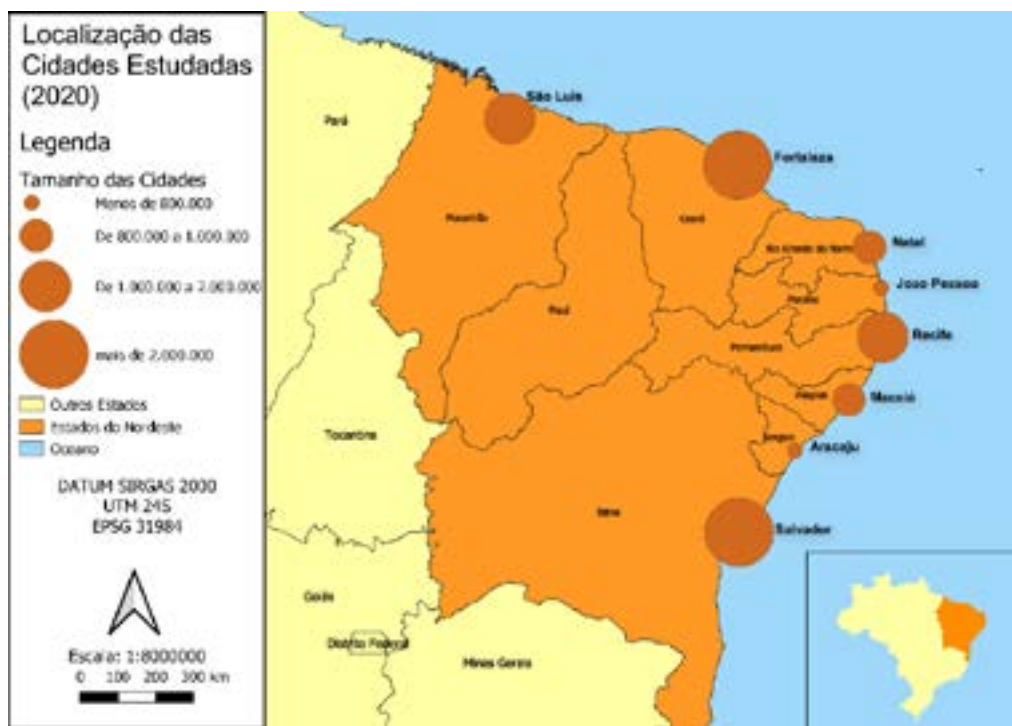 Localização das
Cidades Estudadas
(2020)
Legenda
Tamanho das Cidades
Menos de 800.000
De 800.000 a 1.000.000
De 1.000.000 a 2.000.000
mais de 2.000.000
Outros Estados
Estados do Nordeste
Oceano
DATUM SIRGAS 2000
UTM 24S
EPSG 31984
Escala: 1:8000000
0 100 200 300 km
São Luis
Pará
Fortaleza
Maranhão
Ceará
Rio Grande do Norte
Natal
Joao Pessoa
Paraíba
Piauí
Recife
Pernambuco
Alagoas
Maceió
Tocantins
Sergipe
Aracaju
Bahia
Salvador
Goiás
Distrito Federal
Minas Gerais